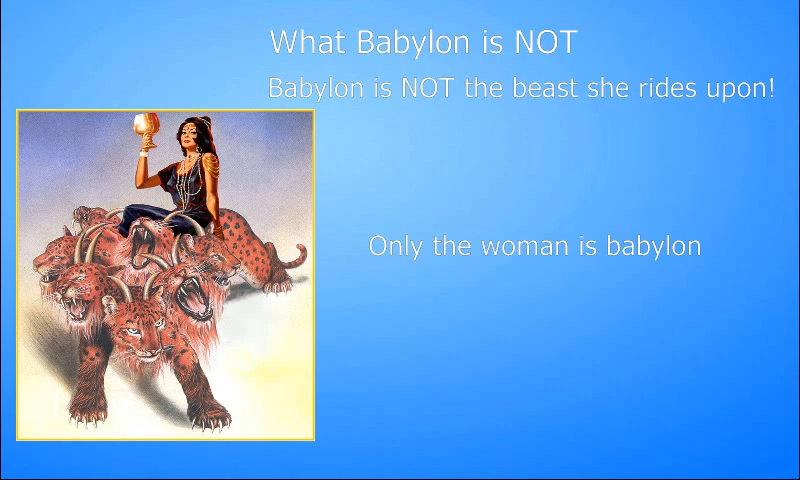 What Babylon is NOT
Babylon is NOT the beast she rides upon!
Only the woman is babylon